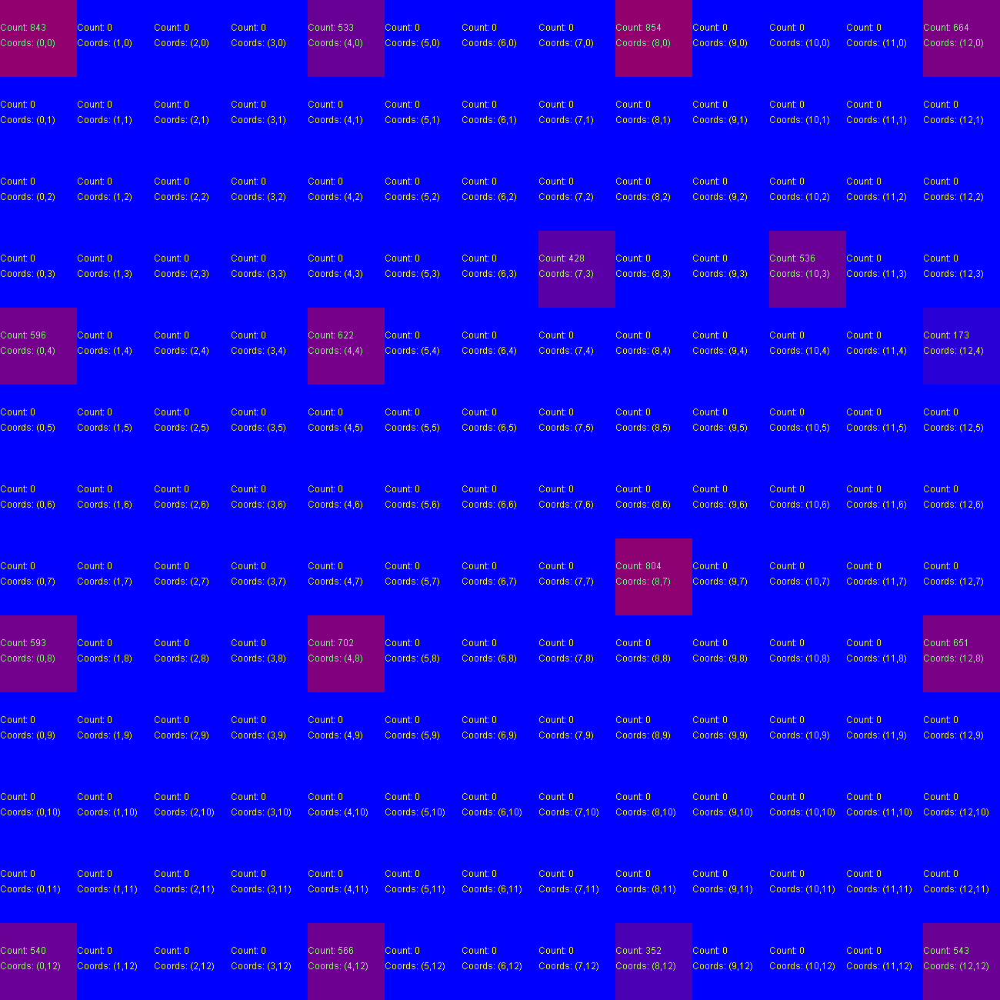 Count: 843 Count: 0 Count: 0 Count: 0 Count: 533 Count: 0 Count: 0 Count: 0 Count: 854 Count: 0 Count: 0 Count: 0 Count: 664
Coords: (0,0) Coords: (1,0) Coords: (2,0) Coords: (3,0) Coords: (4,0) Coords: (5,0) Coords: (6,0) Coords: (7,0) Coords: (8,0) Coords: (9,0) Coords: (10,0) Coords: (11,0) Coords: (12,0)
Count: 0 Count: 0 Count: 0 Count: 0 Count: 0 Count: 0 Count: 0 Count: 0 Count: 0 Count: 0 Count: 0 Count: 0 Count: 0
Coords: (0,1) Coords: (1,1) Coords: (2,1) Coords: (3,1) Coords: (4,1) Coords: (5,1) Coords: (6,1) Coords: (7,1) Coords: (8,1) Coords: (9,1) Coords: (10,1) Coords: (11,1) Coords: (12,1)
Count: 0 Count: 0 Count: 0 Count: 0 Count: 0 Count: 0 Count: 0 Count: 0 Count: 0 Count: 0 Count: 0 Count: 0 Count: 0
Coords: (0,2) Coords: (1,2) Coords: (2,2) Coords: (3,2) Coords: (4,2) Coords: (5,2) Coords: (6,2) Coords: (7,2) Coords: (8,2) Coords: (9,2) Coords: (10,2) Coords: (11,2) Coords: (12,2)
Count: 0 Count: 0 Count: 0 Count: 0 Count: 0 Count: 0 Count: 0 Count: 428 Count: 0 Count: 0 Count: 536 Count: 0 Count: 0
Coords: (0,3) Coords: (1,3) Coords: (2,3) Coords: (3,3) Coords: (4,3) Coords: (5,3) Coords: (6,3) Coords: (7,3) Coords: (8,3) Coords: (9,3) Coords: (10,3) Coords: (11,3) Coords: (12,3)
Count: 596 Count: 0 Count: 0 Count: 0 Count: 622 Count: 0 Count: 0 Count: 0 Count: 0 Count: 0 Count: 0 Count: 0 Count: 173
Coords: (0,4) Coords: (1,4) Coords: (2,4) Coords: (3,4) Coords: (4,4) Coords: (5,4) Coords: (6,4) Coords: (7,4) Coords: (8,4) Coords: (9,4) Coords: (10,4) Coords: (11,4) Coords: (12,4)
Count: 0 Count: 0 Count: 0 Count: 0 Count: 0 Count: 0 Count: 0 Count: 0 Count: 0 Count: 0 Count: 0 Count: 0 Count: 0
Coords: (0,5) Coords: (1,5) Coords: (2,5) Coords: (3,5) Coords: (4,5) Coords: (5,5) Coords: (6,5) Coords: (7,5) Coords: (8,5) Coords: (9,5) Coords: (10,5) Coords: (11,5) Coords: (12,5)
Count: 0 Count: 0 Count: 0 Count: 0 Count: 0 Count: 0 Count: 0 Count: 0 Count: 0 Count: 0 Count: 0 Count: 0 Count: 0
Coords: (0,6) Coords: (1,6) Coords: (2,6) Coords: (3,6) Coords: (4,6) Coords: (5,6) Coords: (6,6) Coords: (7,6) Coords: (8,6) Coords: (9,6) Coords: (10,6) Coords: (11,6) Coords: (12,6)
Count: 0 Count: 0 Count: 0 Count: 0 Count: 0 Count: 0 Count: 0 Count: 0 Count: 804 Count: 0 Count: 0 Count: 0 Count: 0
Coords: (0,7) Coords: (1,7) Coords: (2,7) Coords: (3,7) Coords: (4,7) Coords: (5,7) Coords: (6,7) Coords: (7,7) Coords: (8,7) Coords: (9,7) Coords: (10,7) Coords: (11,7) Coords: (12,7)
Count: 593 Count: 0 Count: 0 Count: 0 Count: 702 Count: 0 Count: 0 Count: 0 Count: 0 Count: 0 Count: 0 Count: 0 Count: 651
Coords: (0,8) Coords: (1,8) Coords: (2,8) Coords: (3,8) Coords: (4,8) Coords: (5,8) Coords: (6,8) Coords: (7,8) Coords: (8,8) Coords: (9,8) Coords: (10,8) Coords: (11,8) Coords: (12,8)
Count: 0 Count: 0 Count: 0 Count: 0 Count: 0 Count: 0 Count: 0 Count: 0 Count: 0 Count: 0 Count: 0 Count: 0 Count: 0
Coords: (0,9) Coords: (1,9) Coords: (2,9) Coords: (3,9) Coords: (4,9) Coords: (5,9) Coords: (6,9) Coords: (7,9) Coords: (8,9) Coords: (9,9) Coords: (10,9) Coords: (11,9) Coords: (12,9)
Count: 0 Count: 0 Count: 0 Count: 0 Count: 0 Count: 0 Count: 0 Count: 0 Count: 0 Count: 0 Count: 0 Count: 0 Count: 0
Coords: (0,10) Coords: (1,10) Coords: (2,10) Coords: (3,10) Coords: (4,10) Coords: (5,10) Coords: (6,10) Coords: (7,10) Coords: (8,10) Coords: (9,10) Coords: (10,10) Coords: (11,10) Coords: (12,10)
Count: 0 Count: 0 Count: 0 Count: 0 Count: 0 Count: 0 Count: 0 Count: 0 Count: 0 Count: 0 Count: 0 Count: 0 Count: 0
Coords: (0,11) Coords: (1,11) Coords: (2,11) Coords: (3,11) Coords: (4,11) Coords: (5,11) Coords: (6,11) Coords: (7,11) Coords: (8,11) Coords: (9,11) Coords: (10,11) Coords: (11,11) Coords: (12,11)
Count: 540 Count: 0 Count: 0 Count: 0 Count: 566 Count: 0 Count: 0 Count: 0 Count: 352 Count: 0 Count: 0 Count: 0 Count: 543
Coords: (0,12) Coords: (1,12) Coords: (2,12) Coords: (3,12) Coords: (4,12) Coords: (5,12) Coords: (6,12) Coords: (7,12) Coords: (8,12) Coords: (9,12) Coords: (10,12) Coords: (11,12) Coords: (12,12)